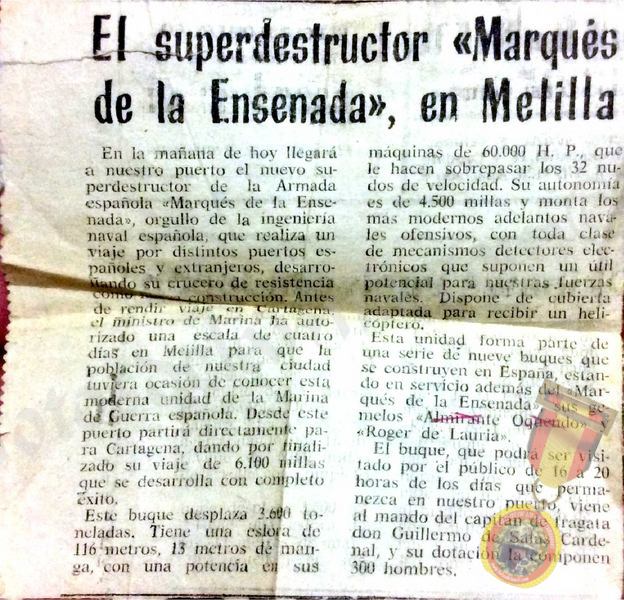 El superdestructor «Marqués
de la Ensenada», en Melilla
En la mañana de hoy llegará
a nuestro puerto el nuevo su-
perdestructor de la Armada
española «Marqués de la Ense-
nada», orgullo de la ingeniería
naval española, que realiza un
viaje por distintos puertos es-
pañoles y extranjeros, desarro-
llando su crucero de resistencia
como nueva construcción. Antes
de rendir viaje en Cartagena,
el ministro de Marina ha auto-
rizado una escala de cuatro
días en Melilla para que la
población de nuestra ciudad
tuviera ocasión de conocer esta
moderna unidad de la Marina
de Guerra española. Desde este
puerto partirá directamente pa-
ra Cartagena, dando por finali-
zado su viaje de 6.100 millas
que se desarrolla con completo
éxito.
Este buque desplaza 3.600 to-
neladas. Tiene una eslora de
116 metros, 13 metros de man-
ga, con una potencia en sus
máquinas de 60.000 H. P., que
le hacen sobrepasar los 32 nu-
dos de velocidad. Su autonomía
es de 4.500 millas y monta los
mas modernos adelantos nava-
les ofensivos, con toda clase
de mecanismos detectores elec-
trónicos que suponen un útil
potencial para nuestras fuerzas
navales. Dispone de cubierta
adaptada para recibir un heli-
cóptero.
Esta unidad forma parte de
una serie de nueve buques que
se construyen en España, estan-
do en servicio además del «Mar-
qués de la Ensenada» sus ge-
melos «Almirante Oquendo» y
«Roger de Lauria».
El buque, que podrá ser visi-
tado por el público de 16 a 20
horas de los días que perma-
nezca en nuestro puerto, viene
al mando del capitán de fragata
don Guillermo de Salas Carde-
nal, y su dotación la componen
300 hombres.